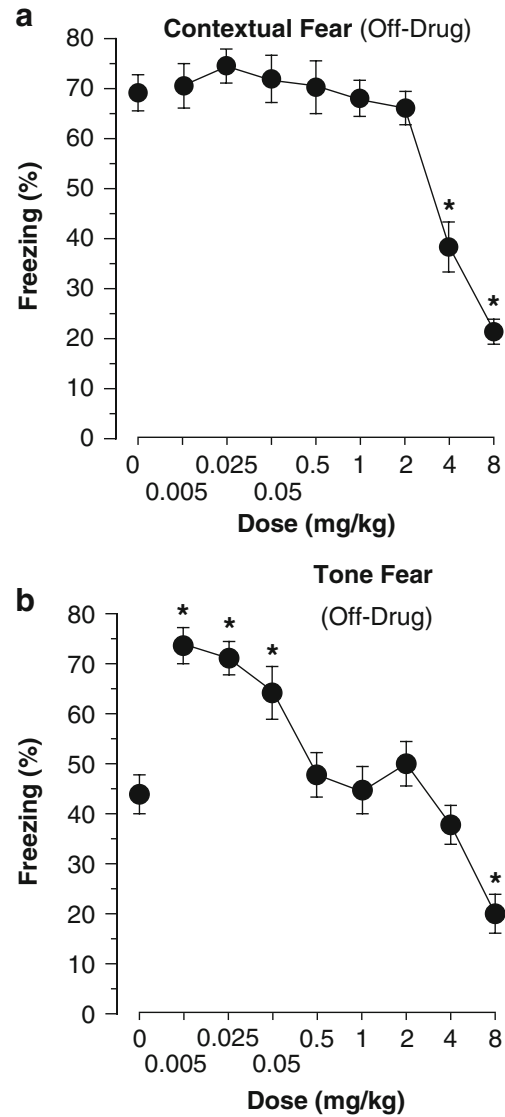 a
Contextual Fear (Off-Drug)
80
70
60
50
40
30
20
10
0
Freezing (%)
*
*
0 0.025 0.5 1 2 4 8
0.005 0.05
Dose (mg/kg)
b
Tone Fear
(Off-Drug)
80
70
60
50
40
30
20
10
0
Freezing (%)
* * *
*
0 0.025 0.5 1 2 4 8
0.005 0.05
Dose (mg/kg)